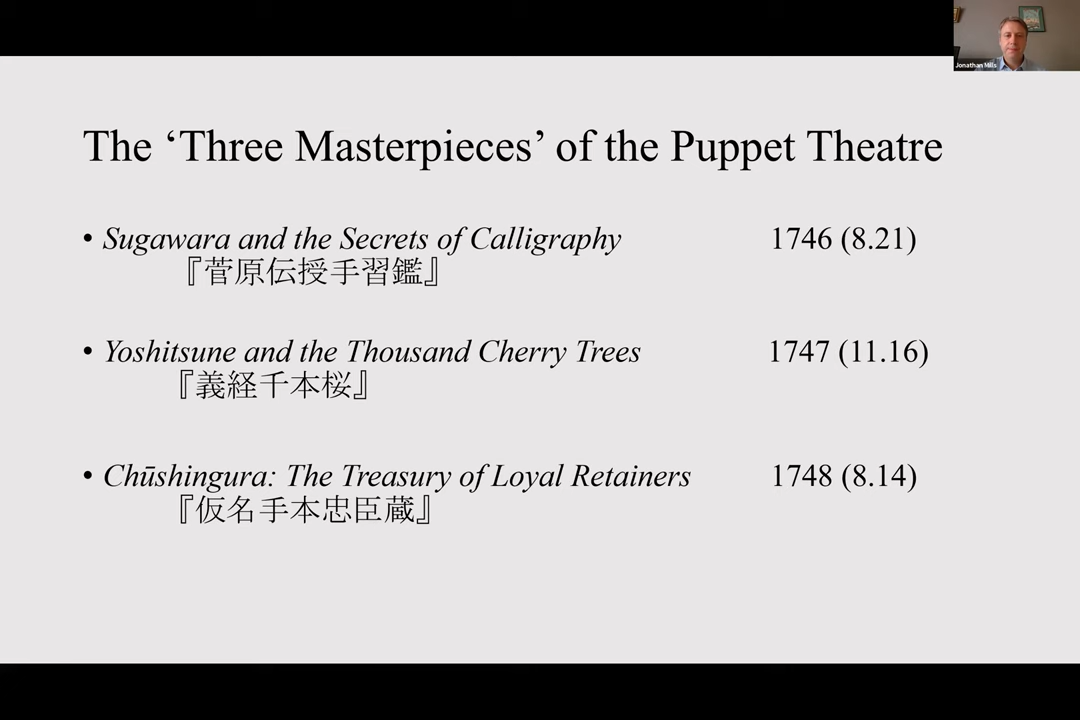 Jonathan Mills
The ‘Three Masterpieces’ of the Puppet Theatre
• Sugawara and the Secrets of Calligraphy 1746 (8.21)
『菅原伝授手習鑑』
• Yoshitsune and the Thousand Cherry Trees 1747 (11.16)
『義経千本桜』
• Chūshingura: The Treasury of Loyal Retainers 1748 (8.14)
『仮名手本忠臣蔵』